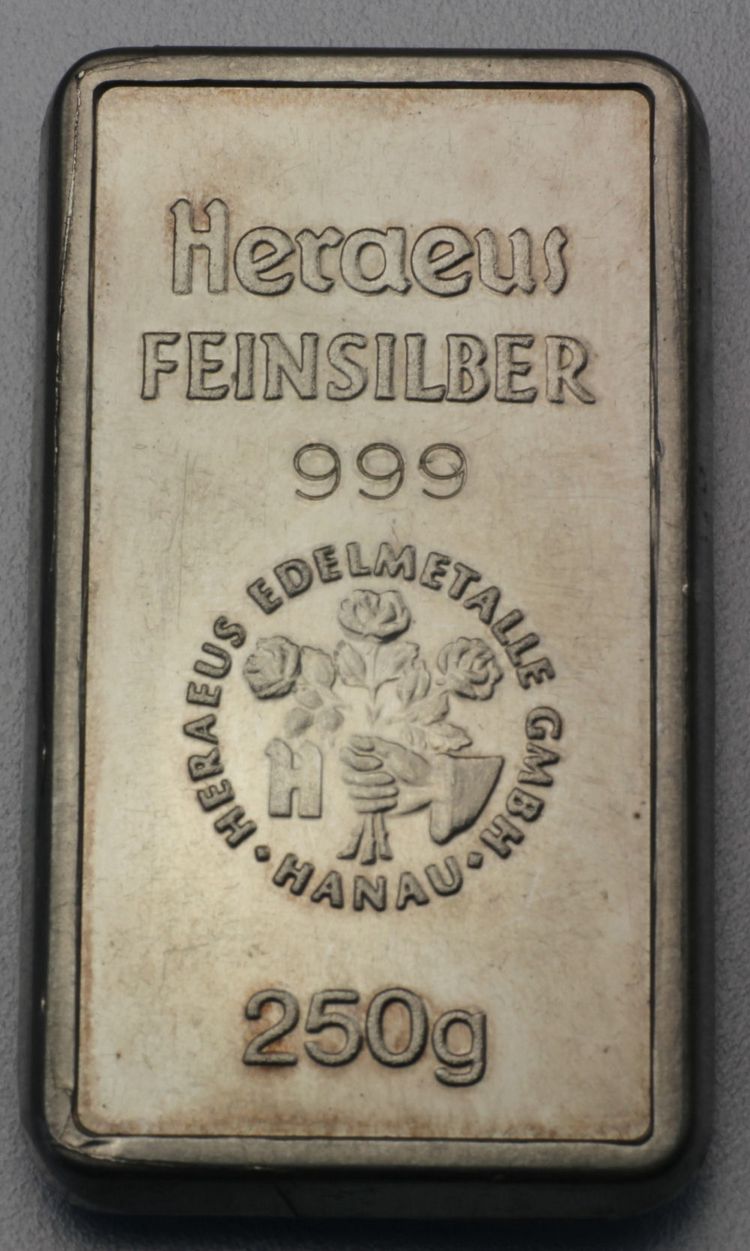 Heraeus
FEINSILBER
999
HERAEUS EDELMETALLE GMBH
• HANAU •
H
250g